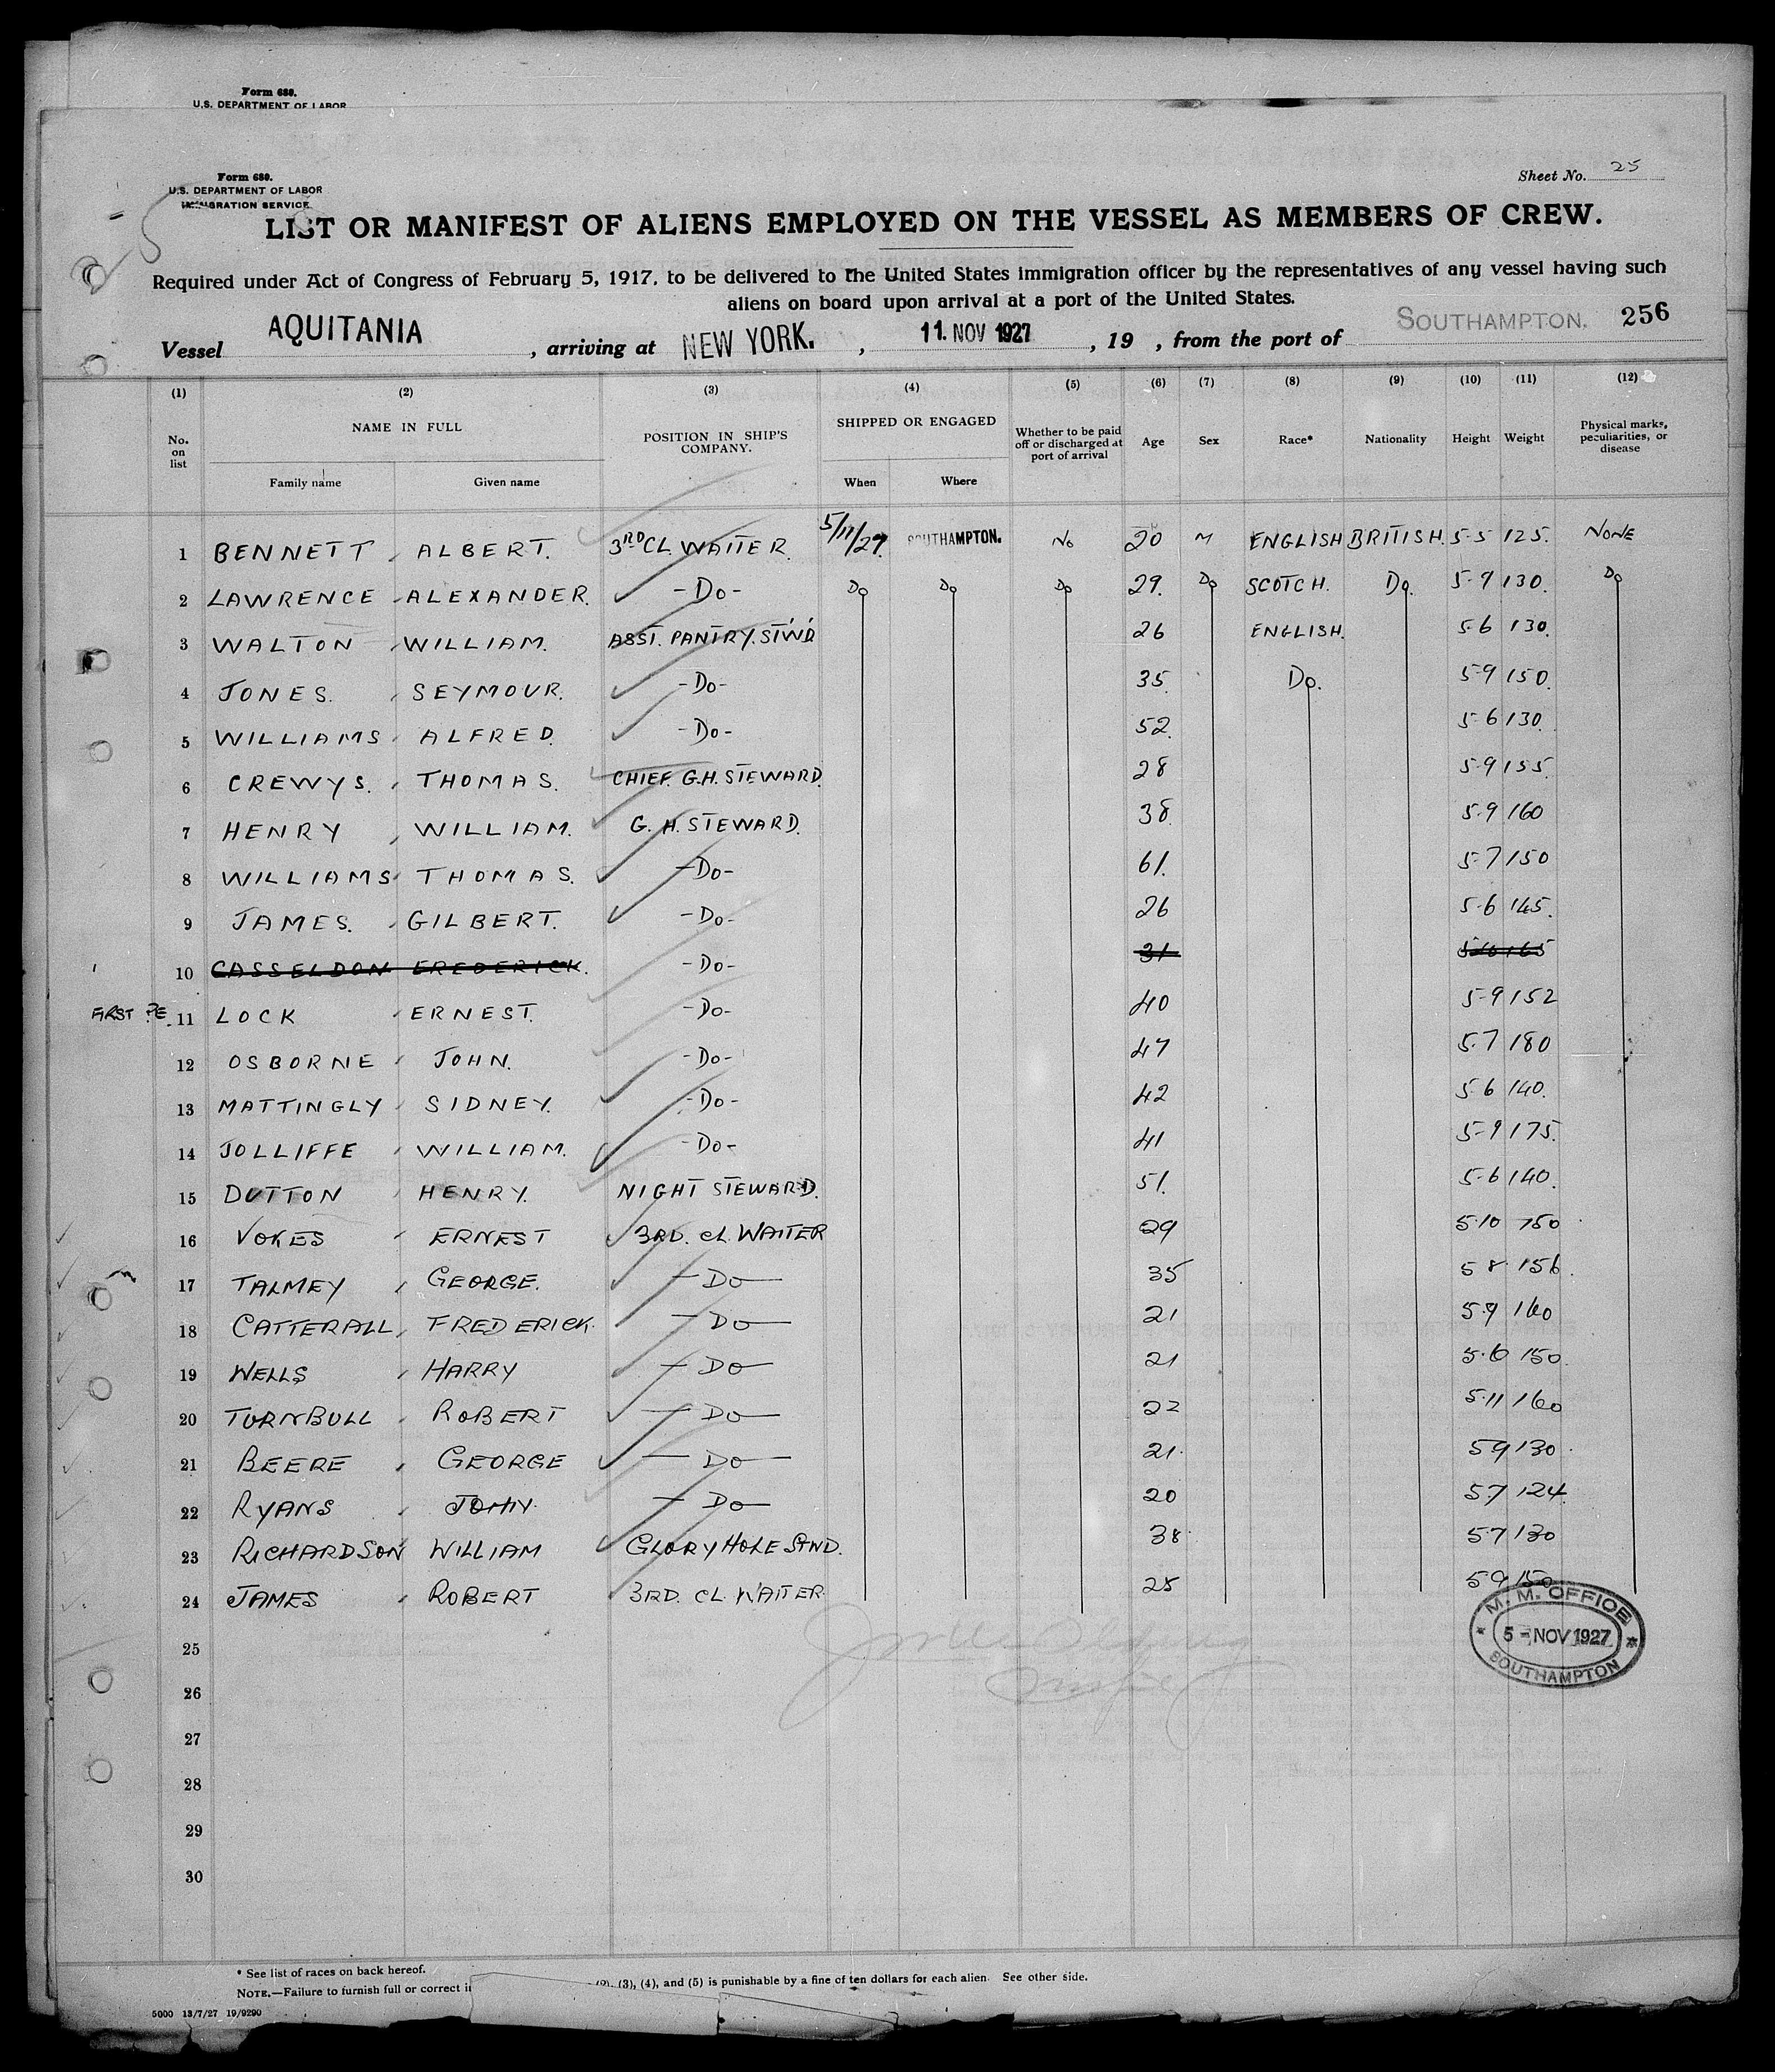 Form 680.
U.S. DEPARTMENT OF LABOR
Form 680.
U.S. DEPARTMENT OF LABOR
IMMIGRATION SERVICE
Sheet No. 25
LIST OR MANIFEST OF ALIENS EMPLOYED ON THE VESSEL AS MEMBERS OF CREW.
Required under Act of Congress of February 5, 1917, to be delivered to the United States immigration officer by the representatives of any vessel having such
aliens on board upon arrival at a port of the United States.
Vessel AQUITANIA, arriving at NEW YORK., 11. NOV 1927, 19 , from the port of SOUTHAMPTON. 256
(1) (2) (3) (4) (5) (6) (7) (8) (9) (10) (11) (12)
No. on list NAME IN FULL POSITION IN SHIP'S COMPANY. SHIPPED OR ENGAGED Whether to be paid off or discharged at port of arrival Age Sex Race* Nationality Height Weight Physical marks, peculiarities, or disease
Family name Given name When Where
1 BENNETT, ALBERT. 3RD CL WAITER. 5/11/27. SOUTHAMPTON. No 20 M ENGLISH BRITISH. 5-5 125. NONE
2 LAWRENCE ALEXANDER. -Do- Do Do Do 29. Do SCOTCH. Do. 5-9 130. Do
3 WALTON WILLIAM. ASST. PANTRY. ST'W'D 26 ENGLISH. 5-6 130.
4 JONES. SEYMOUR. -Do- 35. Do. 5-9 150.
5 WILLIAMS ALFRED. -Do- 52. 5-6 130.
6 CREWYS. THOMAS. CHIEF. G.H. STEWARD. 28 5-9 155.
7 HENRY, WILLIAM. G. H. STEWARD. 38. 5-9 160
8 WILLIAMS THOMAS. -Do- 61. 5-7 150
9 JAMES. GILBERT. -Do- 26 5-6 145.
10 CASSELDON FREDERICK. -Do- 31 165
FIRST 11 LOCK ERNEST. -Do- 40 5-9 152
12 OSBORNE JOHN. -Do- 47 5-7 180
13 MATTINGLY SIDNEY. -Do- 42 5-6 140.
14 JOLLIFFE WILLIAM. -Do- 41 5-9 175.
15 DUTTON HENRY. NIGHT STEWARD. 51. 5-6 140.
16 VOKES ERNEST 3RD. CL. WAITER 29 5-10 150
17 TALMEY, GEORGE. -Do- 35 5 8 156.
18 CATTERALL, FREDERICK. -Do- 21 5.9 160
19 WELLS, HARRY -Do- 21 5.6 150.
20 TURNBULL ROBERT -Do- 22 5.11 160
21 BEERE, GEORGE -Do- 21. 5 9 130.
22 RYANS JOHN. -Do- 20 5.7 124.
23 RICHARDSON WILLIAM GLORY HOLE STWD. 38. 5-7 130
24 JAMES ROBERT 3RD. CL. WAITER. 25 5 9 150
25
26
27
28
29
30
M. M. OFFICE
5 - NOV 1927
SOUTHAMPTON
* See list of races on back hereof.
NOTE.—Failure to furnish full or correct (3), (4), and (5) is punishable by a fine of ten dollars for each alien. See other side.
5000 13/7/27 19/9290